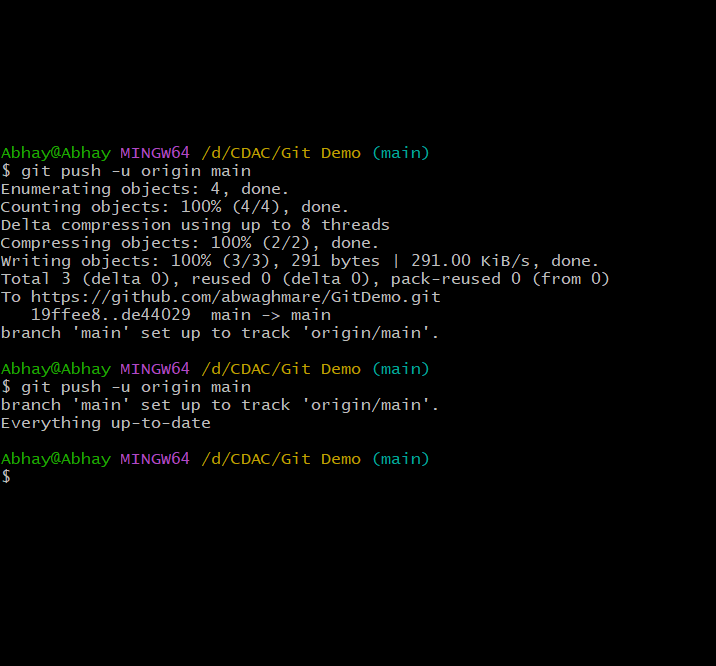 Abhay@Abhay MINGW64 /d/CDAC/Git Demo (main)
$ git push -u origin main
Enumerating objects: 4, done.
Counting objects: 100% (4/4), done.
Delta compression using up to 8 threads
Compressing objects: 100% (2/2), done.
Writing objects: 100% (3/3), 291 bytes | 291.00 KiB/s, done.
Total 3 (delta 0), reused 0 (delta 0), pack-reused 0 (from 0)
To https://github.com/abwaghmare/GitDemo.git
   19ffee8..de44029  main -> main
branch 'main' set up to track 'origin/main'.
Abhay@Abhay MINGW64 /d/CDAC/Git Demo (main)
$ git push -u origin main
branch 'main' set up to track 'origin/main'.
Everything up-to-date
Abhay@Abhay MINGW64 /d/CDAC/Git Demo (main)
$